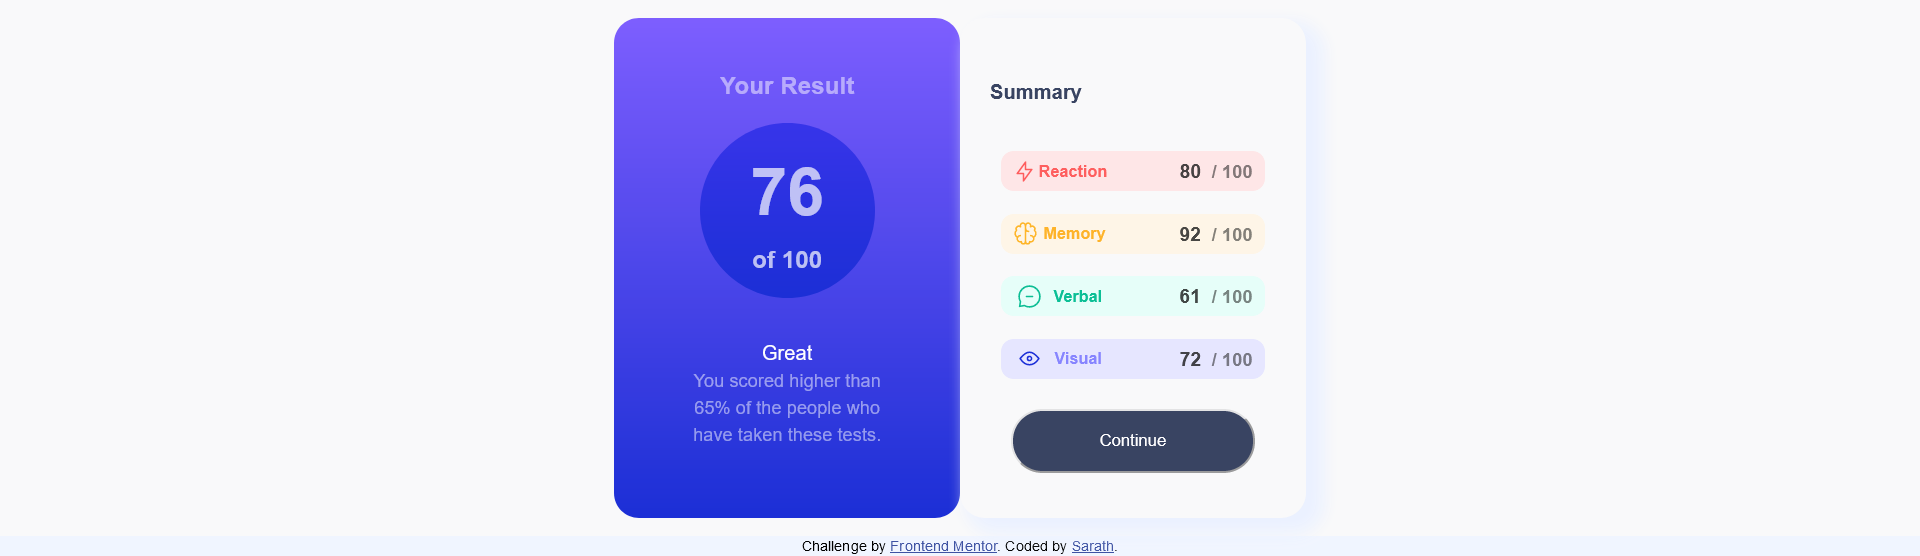 Your Result
76
of 100
Great
You scored higher than
65% of the people who
have taken these tests.
Summary
Reaction 80 / 100
Memory 92 / 100
Verbal 61 / 100
Visual 72 / 100
Continue
Challenge by Frontend Mentor. Coded by Sarath.